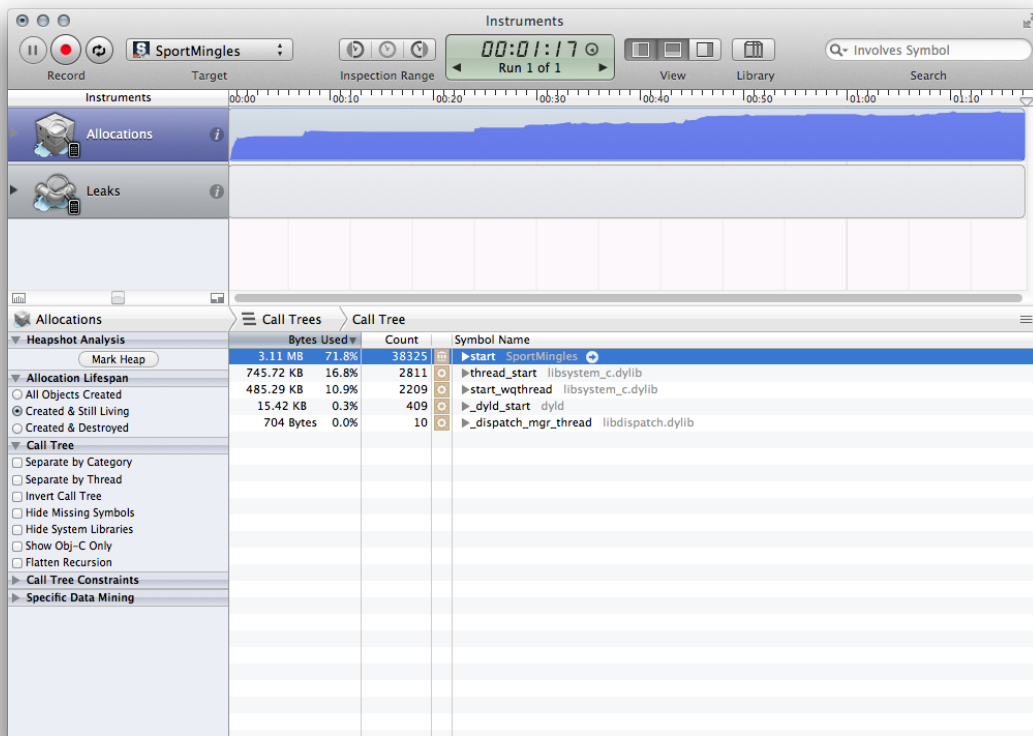 Instruments
SportMingles
00:01:17
Run 1 of 1
Involves Symbol
Record
Target
Inspection Range
View
Library
Search
Instruments
00:00 00:10 00:20 00:30 00:40 00:50 01:00 01:10
Allocations
Leaks
Allocations
Call Trees
Call Tree
Heapshot Analysis
Bytes Used Count Symbol Name
Mark Heap
3.11 MB 71.8% 38325 start SportMingles
Allocation Lifespan
745.72 KB 16.8% 2811 thread_start libsystem_c.dylib
All Objects Created
485.29 KB 10.9% 2209 start_wqthread libsystem_c.dylib
Created & Still Living
15.42 KB 0.3% 409 _dyld_start dyld
Created & Destroyed
704 Bytes 0.0% 10 _dispatch_mgr_thread libdispatch.dylib
Call Tree
Separate by Category
Separate by Thread
Invert Call Tree
Hide Missing Symbols
Hide System Libraries
Show Obj-C Only
Flatten Recursion
Call Tree Constraints
Specific Data Mining